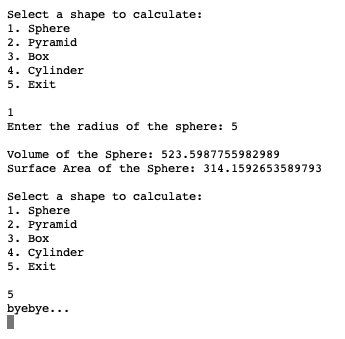 Select a shape to calculate:
1. Sphere
2. Pyramid
3. Box
4. Cylinder
5. Exit
1
Enter the radius of the sphere: 5
Volume of the Sphere: 523.5987755982989
Surface Area of the Sphere: 314.1592653589793
Select a shape to calculate:
1. Sphere
2. Pyramid
3. Box
4. Cylinder
5. Exit
5
byebye...